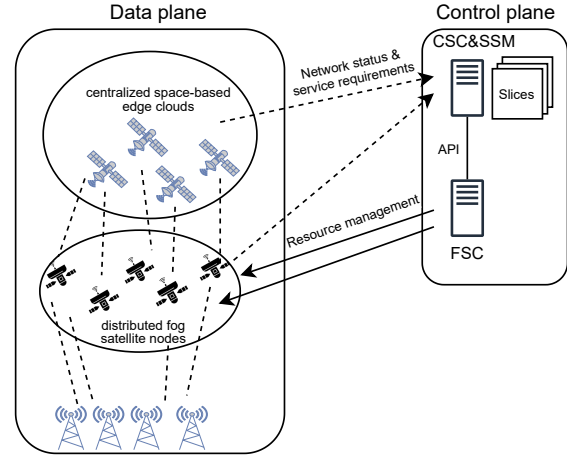 Data plane
Control plane
centralized space-based
edge clouds
Network status &
service requirements
CSC&SSM
Slices
API
Resource management
FSC
distributed fog
satellite nodes